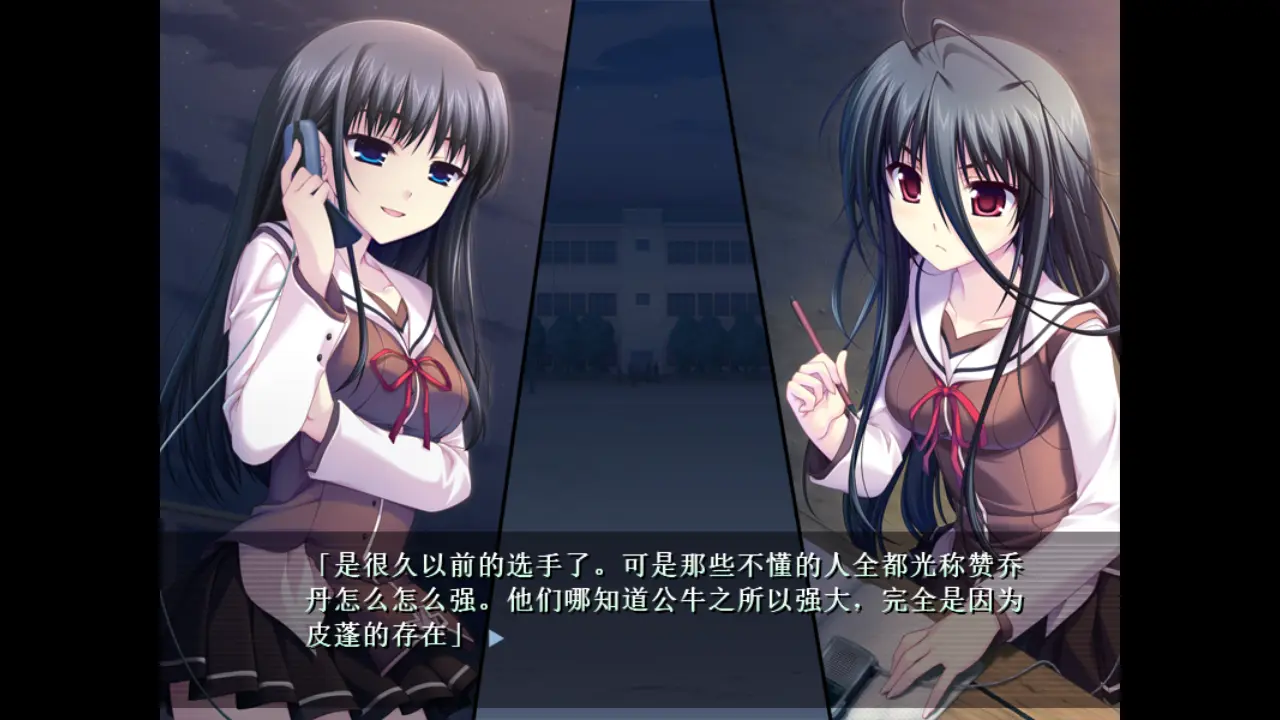 「是很久以前的选手了。可是那些不懂的人全都光称赞乔
丹怎么怎么强。他们哪知道公牛之所以强大，完全是因为
皮蓬的存在」